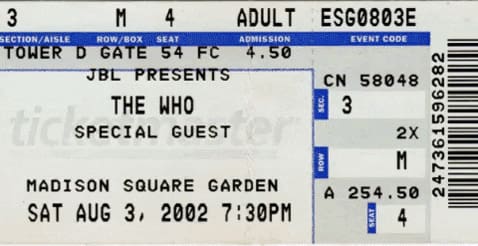 3 M 4 ADULT ESG0803E
SECTION/AISLE ROW/BOX SEAT ADMISSION EVENT CODE
TOWER D GATE 54 FC 4.50
JBL PRESENTS
THE WHO
ticketmaster
SPECIAL GUEST
MADISON SQUARE GARDEN
SAT AUG 3, 2002 7:30PM
CN 58048
SEC. 3
2X
ROW M
A 254.50
SEAT 4
247361596282